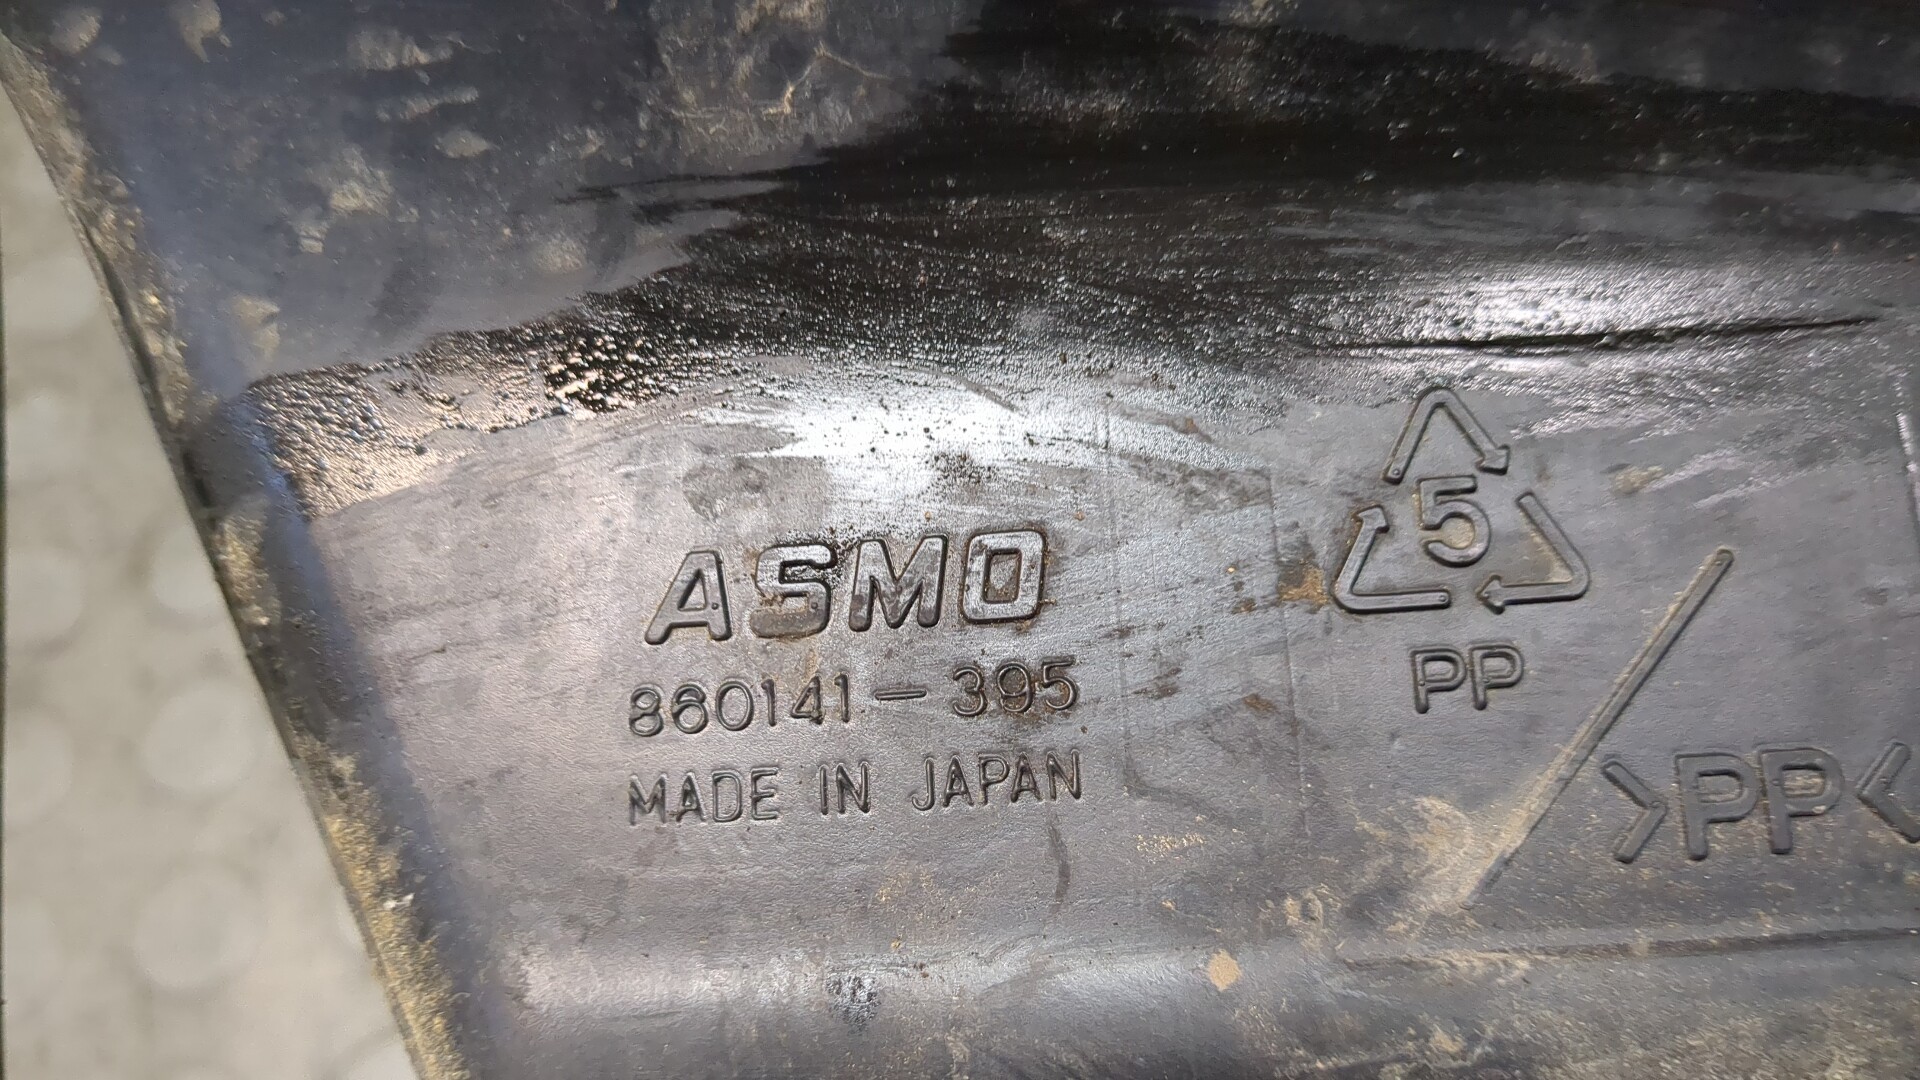 ASMO
860141-395
MADE IN JAPAN
5
PP
>PP<